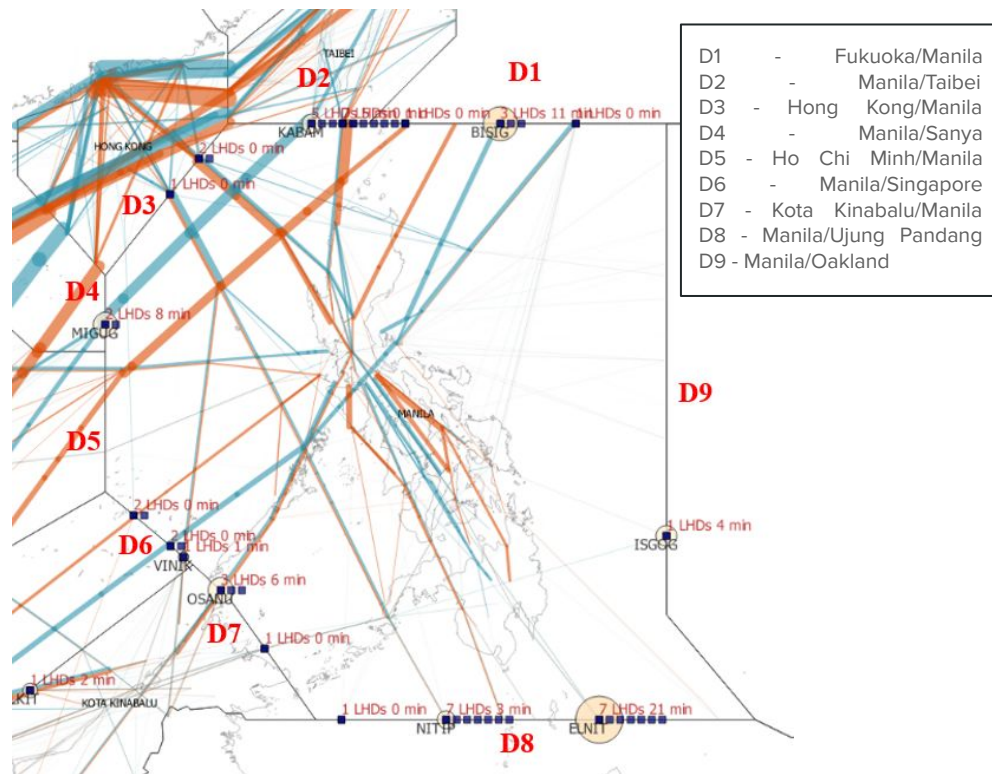 TAIBEI
D2
D1
KABAM
1 LHDs 0 min
BISIG
3 LHDs 11 min
1 LHDs 0 min
HONG KONG
2 LHDs 0 min
1 LHDs 0 min
D3
D4
2 LHDs 8 min
MIGUG
MANILA
D9
D5
2 LHDs 0 min
2 LHDs 0 min
D6
1 LHDs 1 min
VINIK
1 LHDs 4 min
ISGOG
3 LHDs 6 min
OSANU
D7
1 LHDs 0 min
1 LHDs 2 min
KOTA KINABALU
1 LHDs 0 min
7 LHDs 3 min
NITIP
D8
7 LHDs 21 min
ELNIT
D1 - Fukuoka/Manila
D2 - Manila/Taibei
D3 - Hong Kong/Manila
D4 - Manila/Sanya
D5 - Ho Chi Minh/Manila
D6 - Manila/Singapore
D7 - Kota Kinabalu/Manila
D8 - Manila/Ujung Pandang
D9 - Manila/Oakland